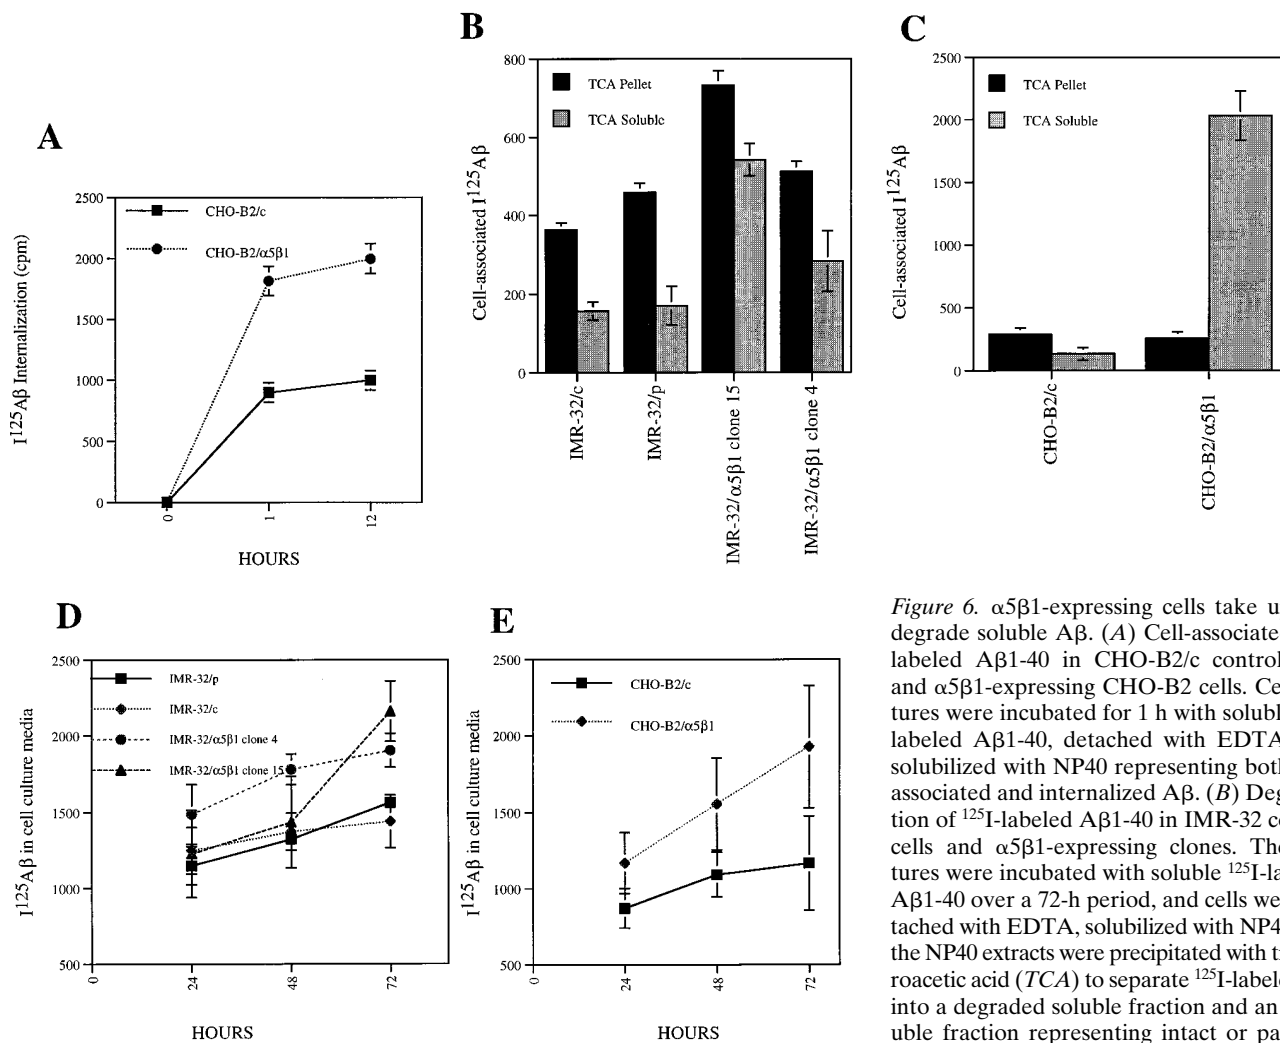 A
2500
2000
1500
1000
500
0
I125Aβ Internalization (cpm)
CHO-B2/c
CHO-B2/α5β1
0
1
12
HOURS
B
800
600
400
200
0
Cell-associated I125Aβ
TCA Pellet
TCA Soluble
IMR-32/c
IMR-32/p
IMR-32/α5β1 clone 15
IMR-32/α5β1 clone 4
C
2500
2000
1500
1000
500
0
Cell-associated I125Aβ
TCA Pellet
TCA Soluble
CHO-B2/c
CHO-B2/α5β1
D
2500
2000
1500
1000
500
I125Aβ in cell culture media
IMR-32/p
IMR-32/c
IMR-32/α5β1 clone 4
IMR-32/α5β1 clone 15
0
24
48
72
HOURS
E
2500
2000
1500
1000
500
I125Aβ in cell culture media
CHO-B2/c
CHO-B2/α5β1
0
24
48
72
HOURS
Figure 6. α5β1-expressing cells take u
degrade soluble Aβ. (A) Cell-associate
labeled Aβ1-40 in CHO-B2/c control
and α5β1-expressing CHO-B2 cells. Ce
tures were incubated for 1 h with solubl
labeled Aβ1-40, detached with EDTA
solubilized with NP40 representing both
associated and internalized Aβ. (B) Deg
tion of 125I-labeled Aβ1-40 in IMR-32 co
cells and α5β1-expressing clones. The
tures were incubated with soluble 125I-la
Aβ1-40 over a 72-h period, and cells we
tached with EDTA, solubilized with NP4
the NP40 extracts were precipitated with t
roacetic acid (TCA) to separate 125I-labele
into a degraded soluble fraction and an
uble fraction representing intact or pa